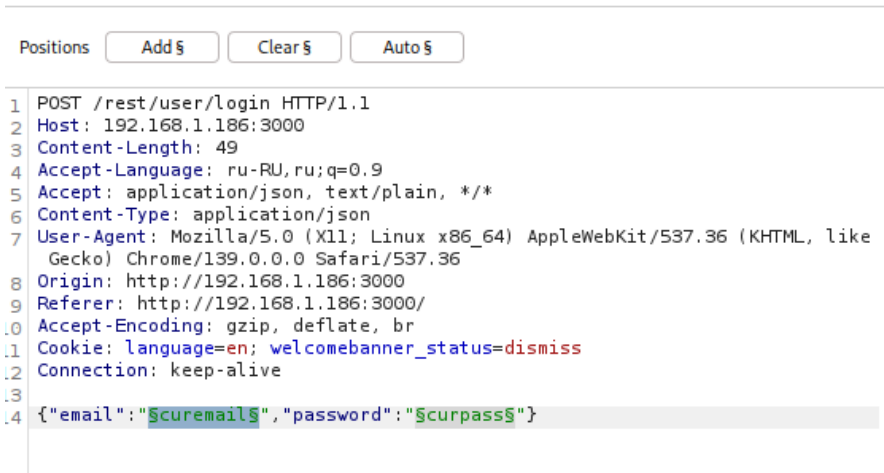 Positions Add § Clear § Auto §
1 POST /rest/user/login HTTP/1.1
2 Host: 192.168.1.186:3000
3 Content-Length: 49
4 Accept-Language: ru-RU,ru;q=0.9
5 Accept: application/json, text/plain, */*
6 Content-Type: application/json
7 User-Agent: Mozilla/5.0 (X11; Linux x86_64) AppleWebKit/537.36 (KHTML, like
Gecko) Chrome/139.0.0.0 Safari/537.36
8 Origin: http://192.168.1.186:3000
9 Referer: http://192.168.1.186:3000/
10 Accept-Encoding: gzip, deflate, br
11 Cookie: language=en; welcomebanner_status=dismiss
12 Connection: keep-alive
13
14 {"email":"§curemail§","password":"§curpass§"}